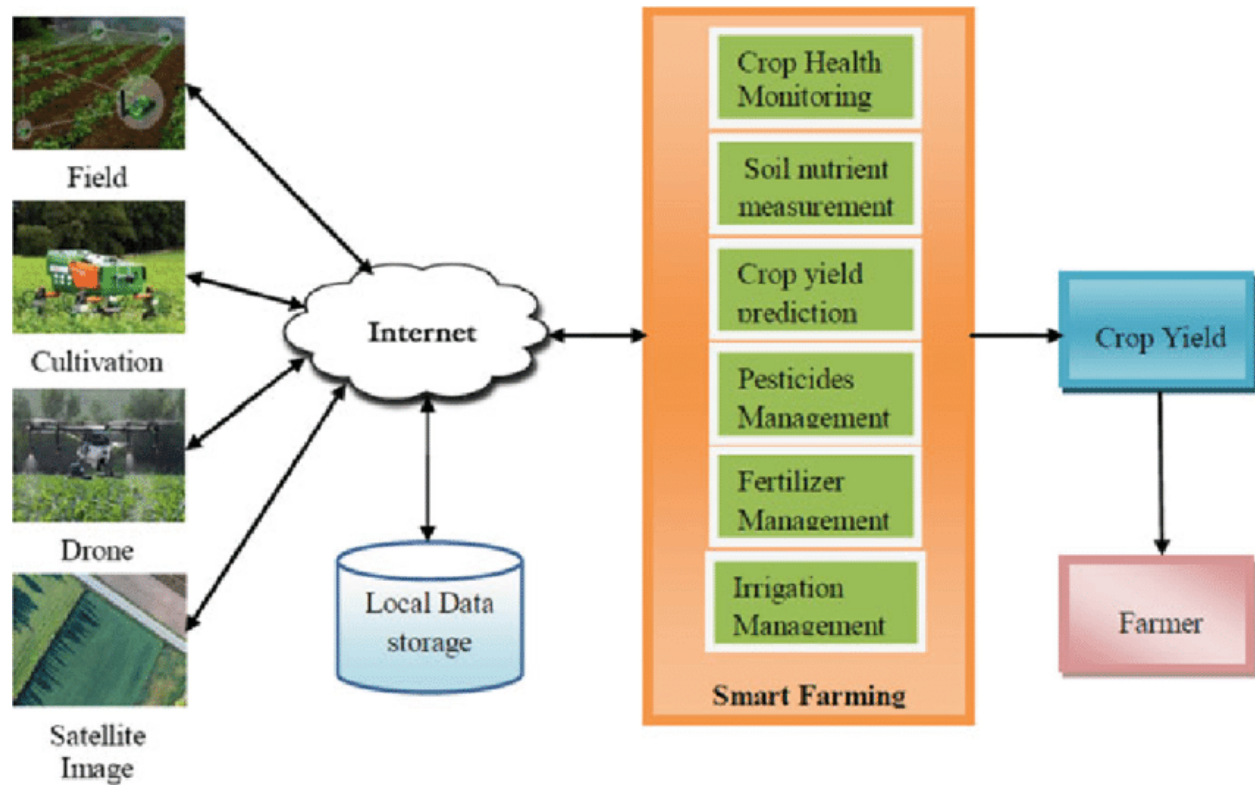 Field
Cultivation
Drone
Satellite
Image
Internet
Local Data
storage
Crop Health
Monitoring
Soil nutrient
measurement
Crop yield
prediction
Pesticides
Management
Fertilizer
Management
Irrigation
Management
Smart Farming
Crop Yield
Farmer